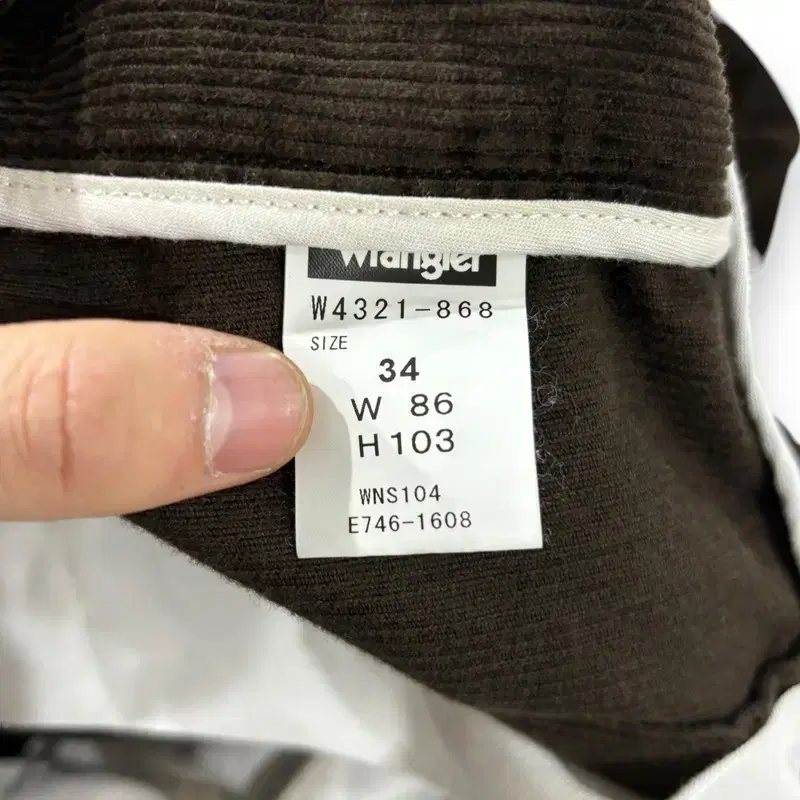 Wrangler
W4321-868
SIZE
34
W 86
H103
WNS104
E746-1608